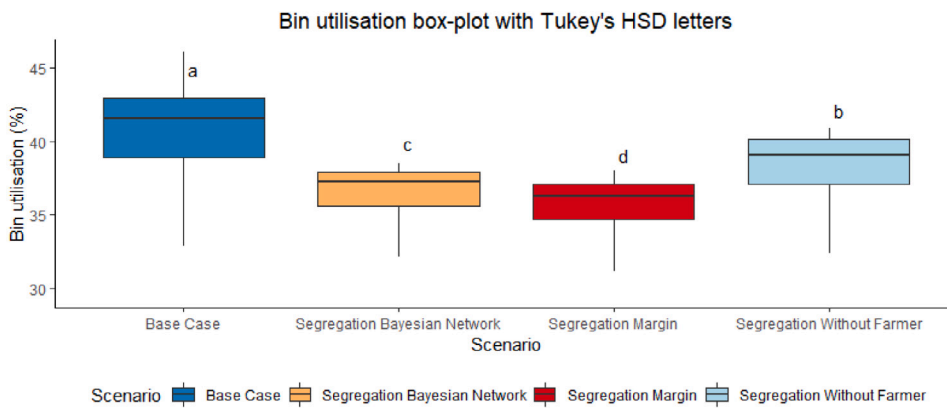 Bin utilisation box-plot with Tukey's HSD letters
Bin utilisation (%)
45
40
35
30
a
c
d
b
Base Case
Segregation Bayesian Network
Segregation Margin
Segregation Without Farmer
Scenario
Scenario Base Case Segregation Bayesian Network Segregation Margin Segregation Without Farmer